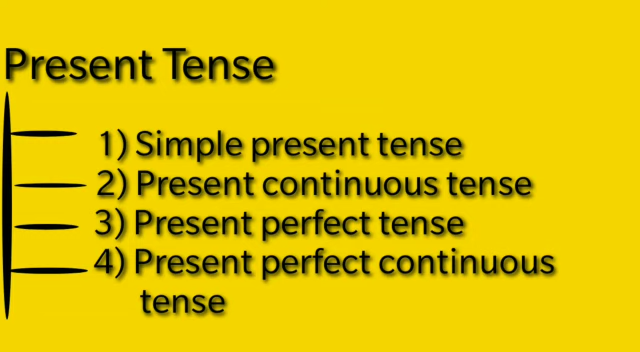 Present Tense
1) Simple present tense
2) Present continuous tense
3) Present perfect tense
4) Present perfect continuous
tense